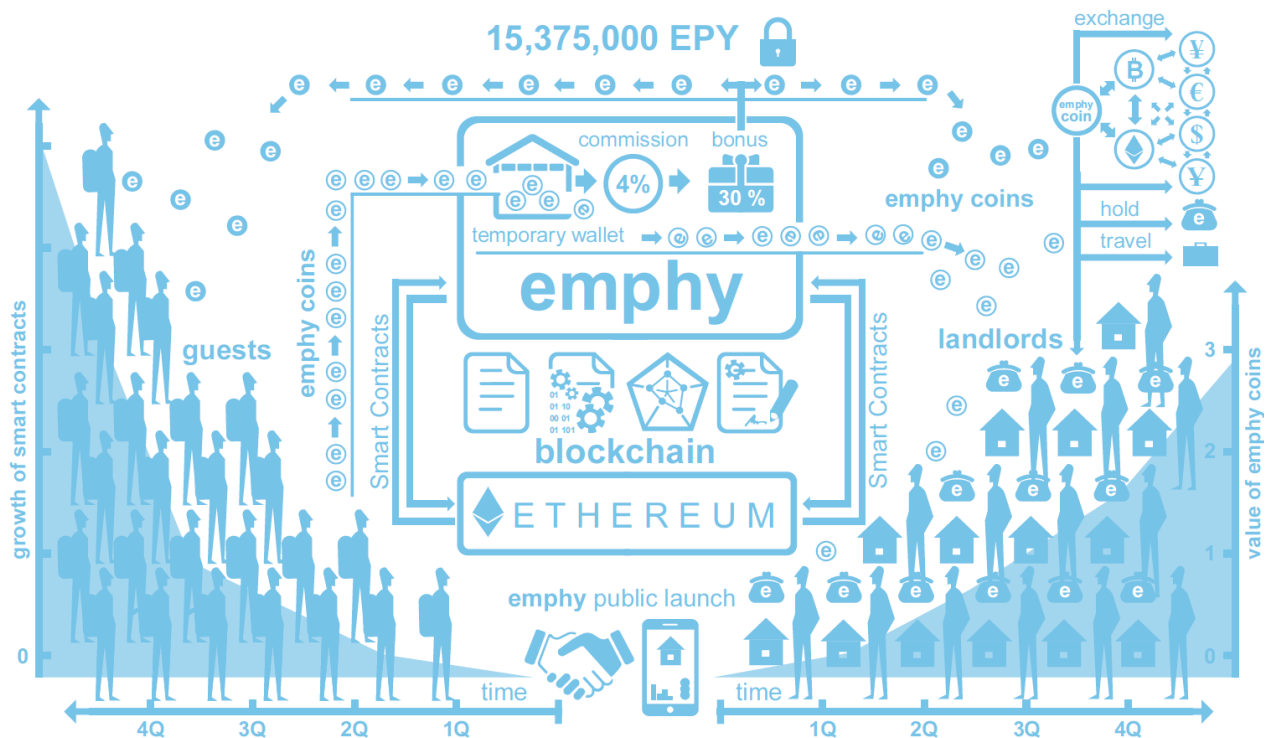 15,375,000 EPY
exchange
¥
₿
€
emphy
coin
$
¥
hold
travel
commission
bonus
4%
30 %
temporary wallet
emphy
emphy coins
emphy coins
guests
landlords
Smart Contracts
Smart Contracts
growth of smart contracts
value of emphy coins
01
01 10
00 01
01 101
blockchain
ETHEREUM
emphy public launch
3
2
1
0
0
time
time
4Q
3Q
2Q
1Q
1Q
2Q
3Q
4Q
e